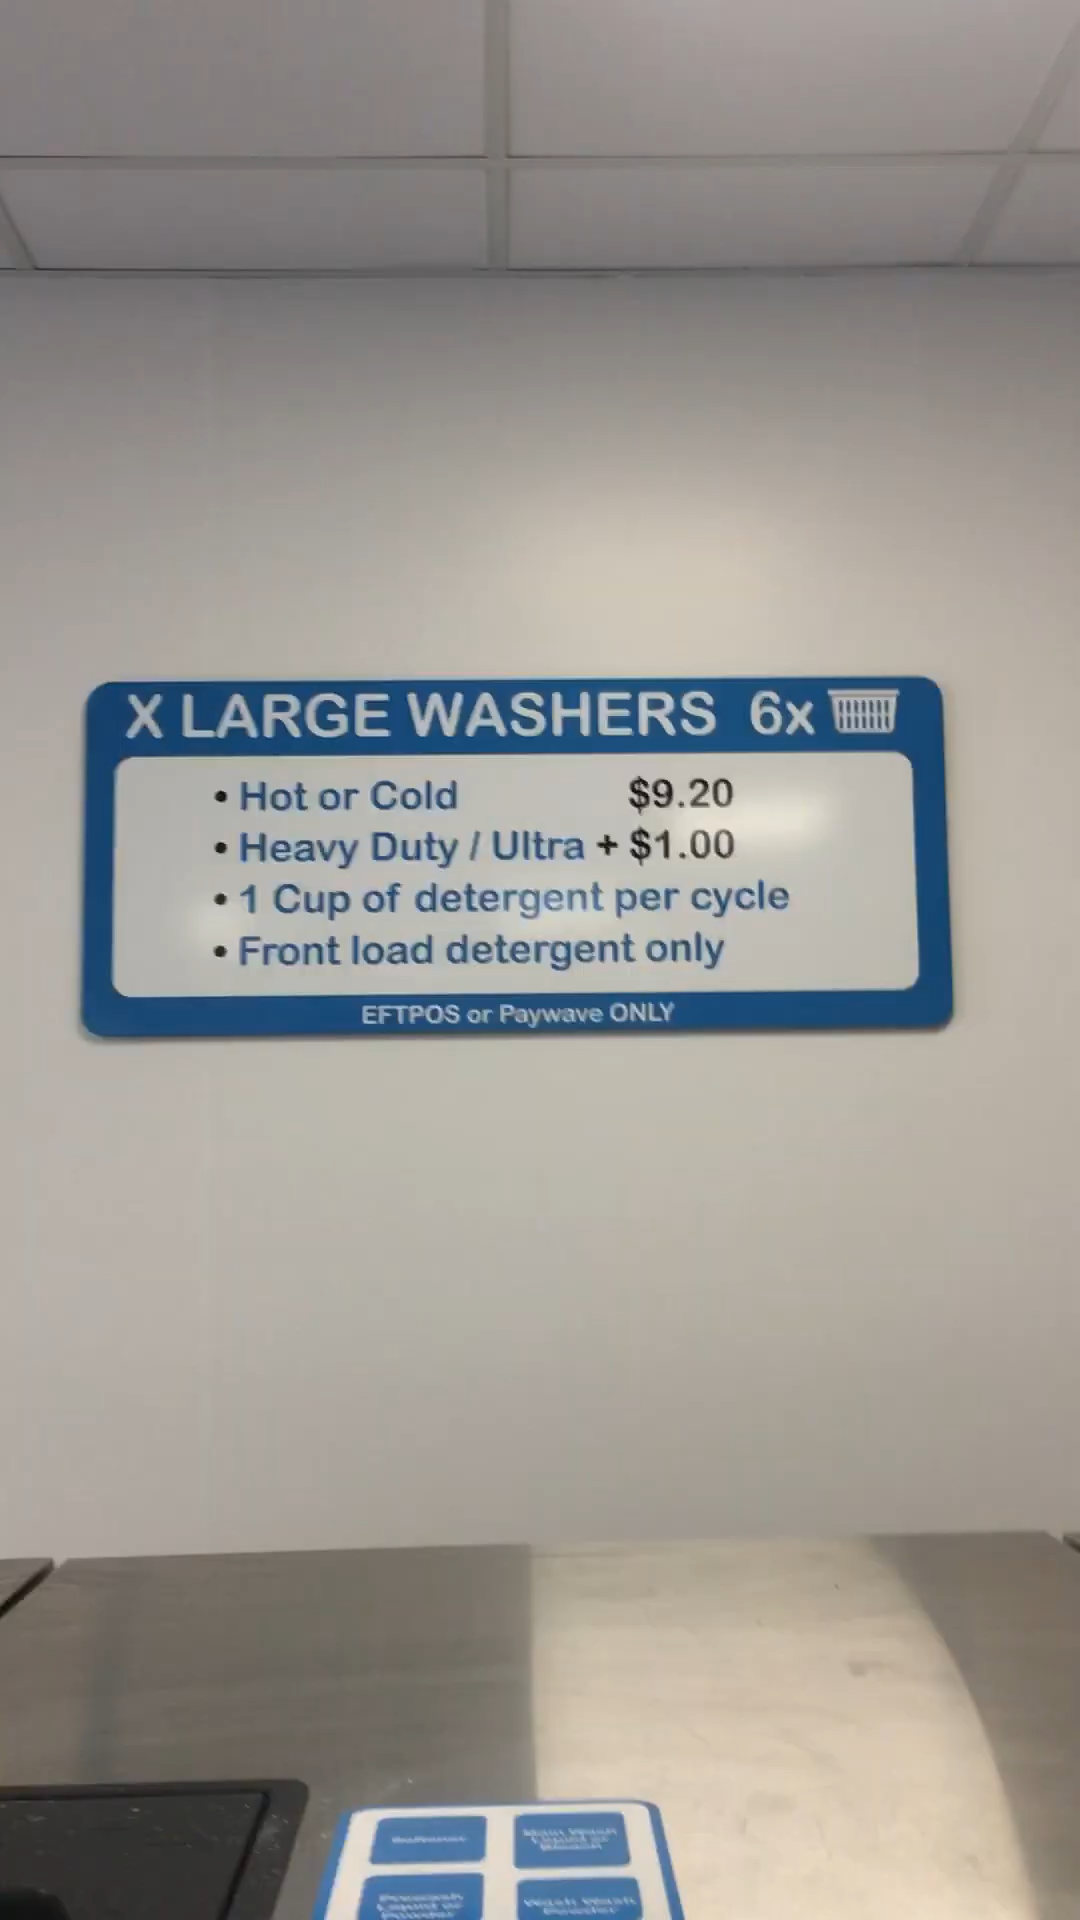 X LARGE WASHERS 6x
• Hot or Cold $9.20
• Heavy Duty / Ultra + $1.00
• 1 Cup of detergent per cycle
• Front load detergent only
EFTPOS or Paywave ONLY